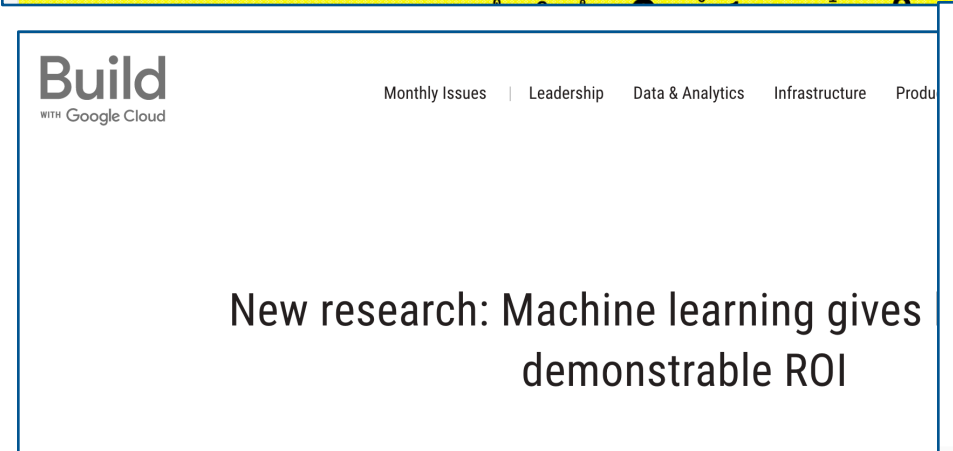 Build
WITH Google Cloud
Monthly Issues | Leadership Data & Analytics Infrastructure
New research: Machine learning gives
demonstrable ROI